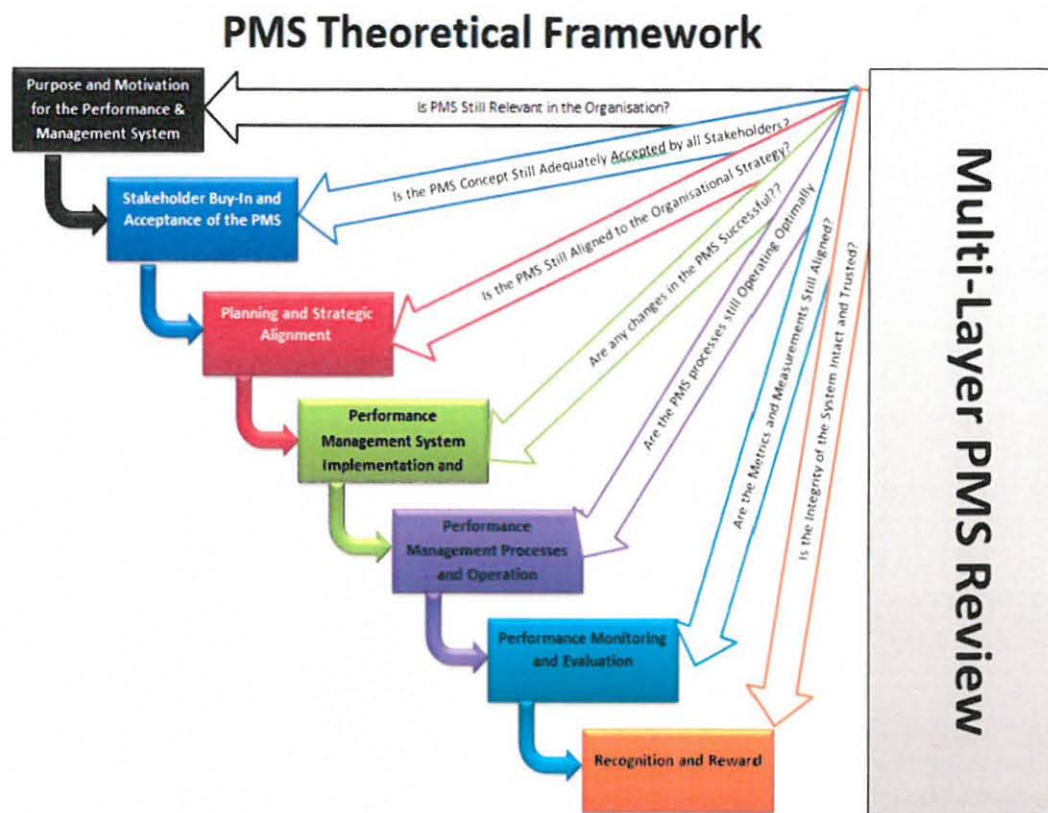 PMS Theoretical Framework
Purpose and Motivation
for the Performance &
Management System
Is PMS Still Relevant in the Organisation?
Stakeholder Buy-In and
Acceptance of the PMS
Is the PMS Concept Still Adequately Accepted by all Stakeholders?
Planning and Strategic
Alignment
Is the PMS Still Aligned to the Organisational Strategy?
Performance
Management System
Implementation and
Are any changes in the PMS Successful??
Performance
Management Processes
and Operation
Are the PMS processes still Operating Optimally
Performance Monitoring
and Evaluation
Are the Metrics and Measurements Still Aligned?
Recognition and Reward
Is the Integrity of the System Intact and Trusted?
Multi-Layer PMS Review